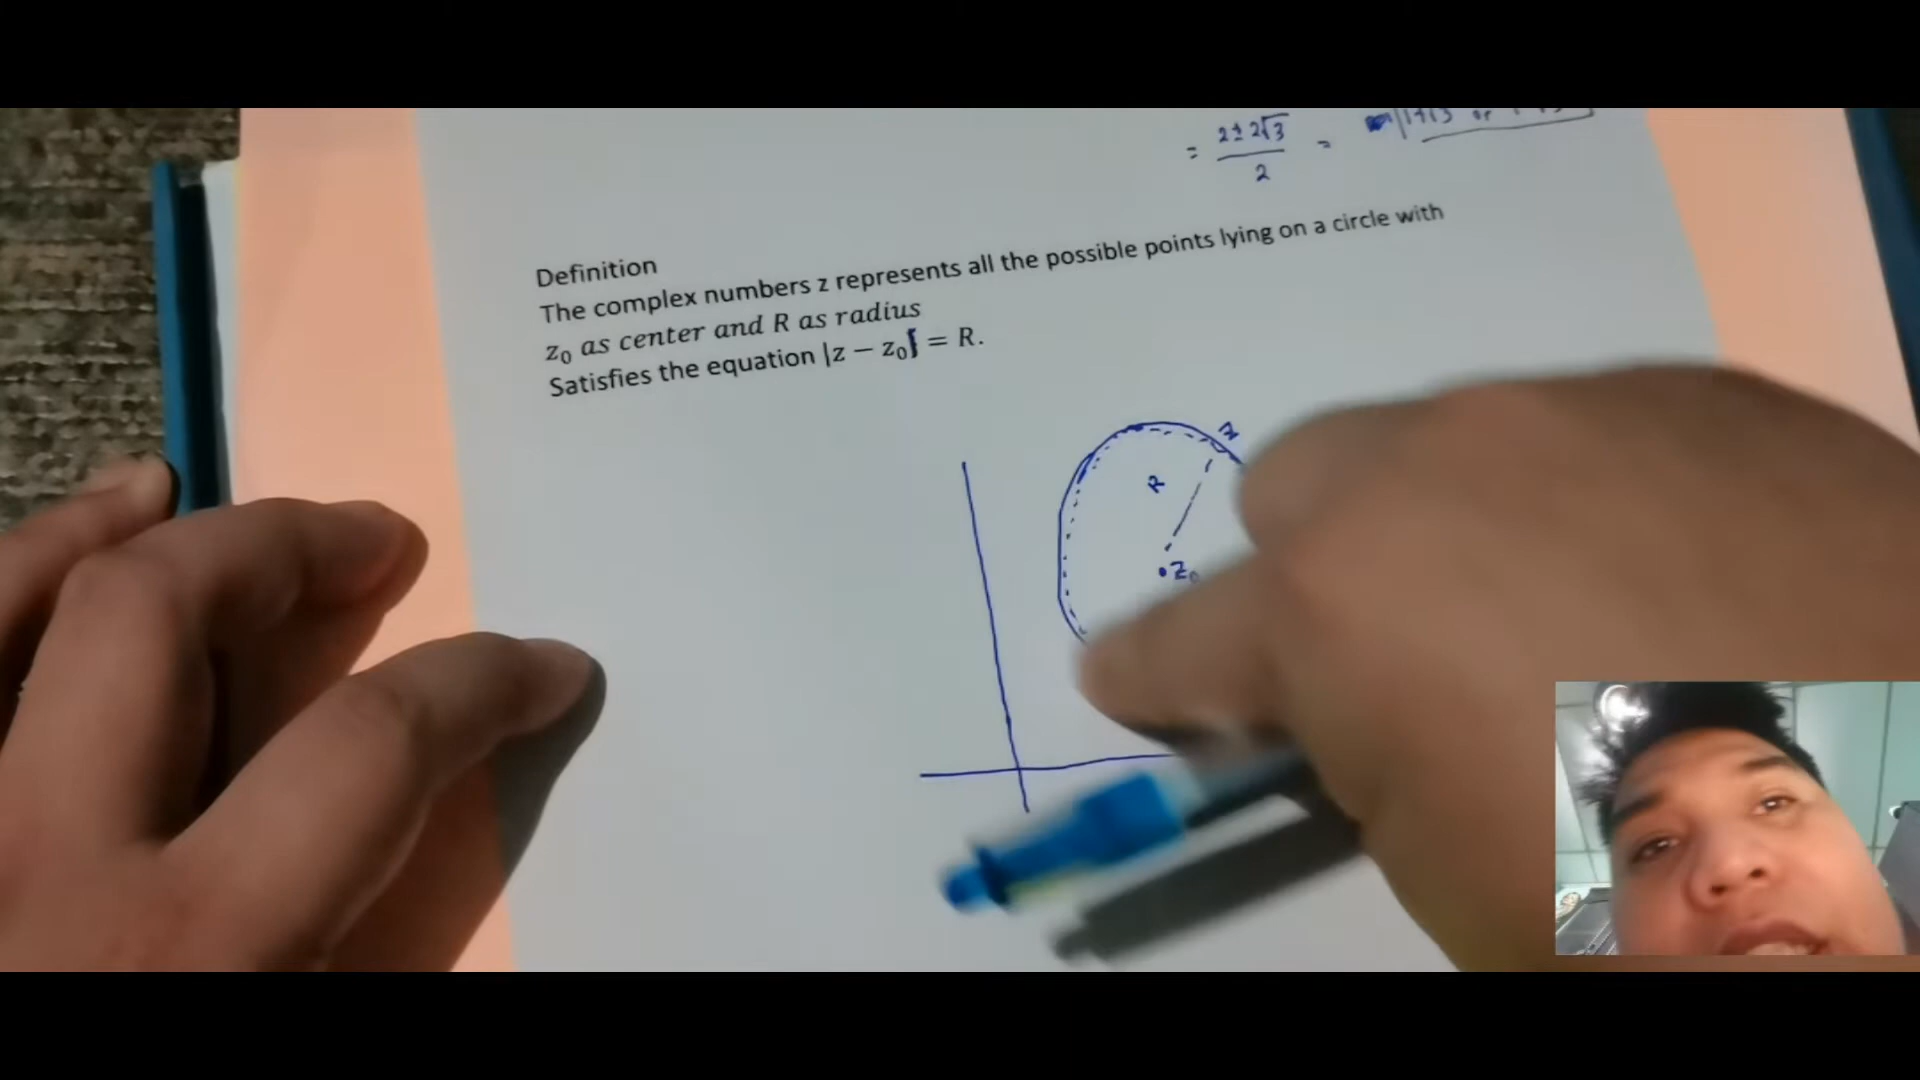 = 2 ± 2√3 / 2 =
Definition
The complex numbers z represents all the possible points lying on a circle with
z₀ as center and R as radius
Satisfies the equation |z − z₀| = R.
z
R
z₀